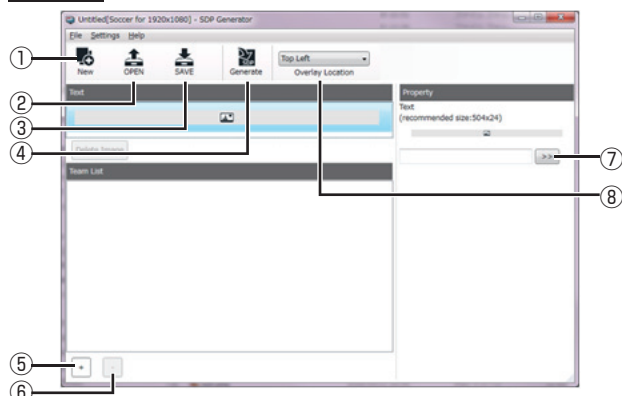 Untitled[Soccer for 1920x1080] - SDP Generator
File Settings Help
① New
② OPEN
③ SAVE
④ Generate
Top Left
Overlay Location
⑧
Text
Property
Text
(recommended size:504x24)
>>
⑦
Delete Image
Team List
⑤
⑥